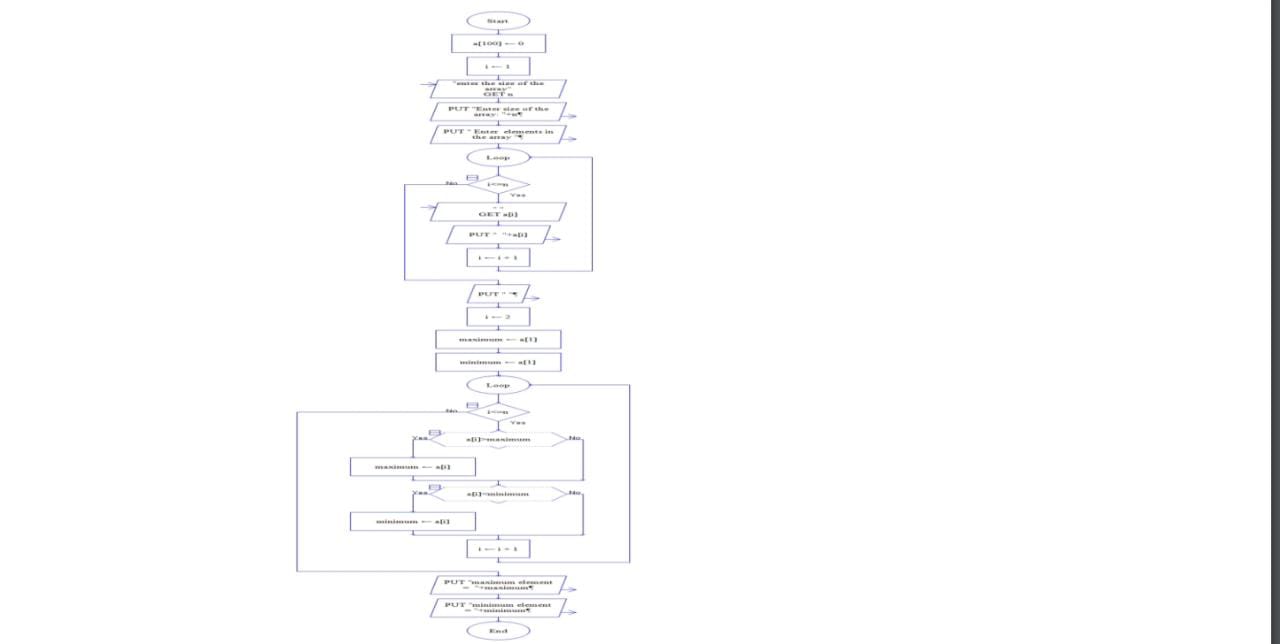 Start
a[100] ← 0
i ← 1
"enter the size of the
array"
GET n
PUT "Enter size of the
array: "+n¶
PUT " Enter elements in
the array "¶
Loop
No
i<=n
Yes
" "
GET a[i]
PUT " "+a[i]
i ← i + 1
PUT " "¶
i ← 2
maximum ← a[1]
minimum ← a[1]
Loop
No
i<=n
Yes
Yes
a[i]>maximum
No
maximum ← a[i]
Yes
a[i]<minimum
No
minimum ← a[i]
i ← i + 1
PUT "maximum element
= "+maximum¶
PUT "minimum element
= "+minimum¶
End